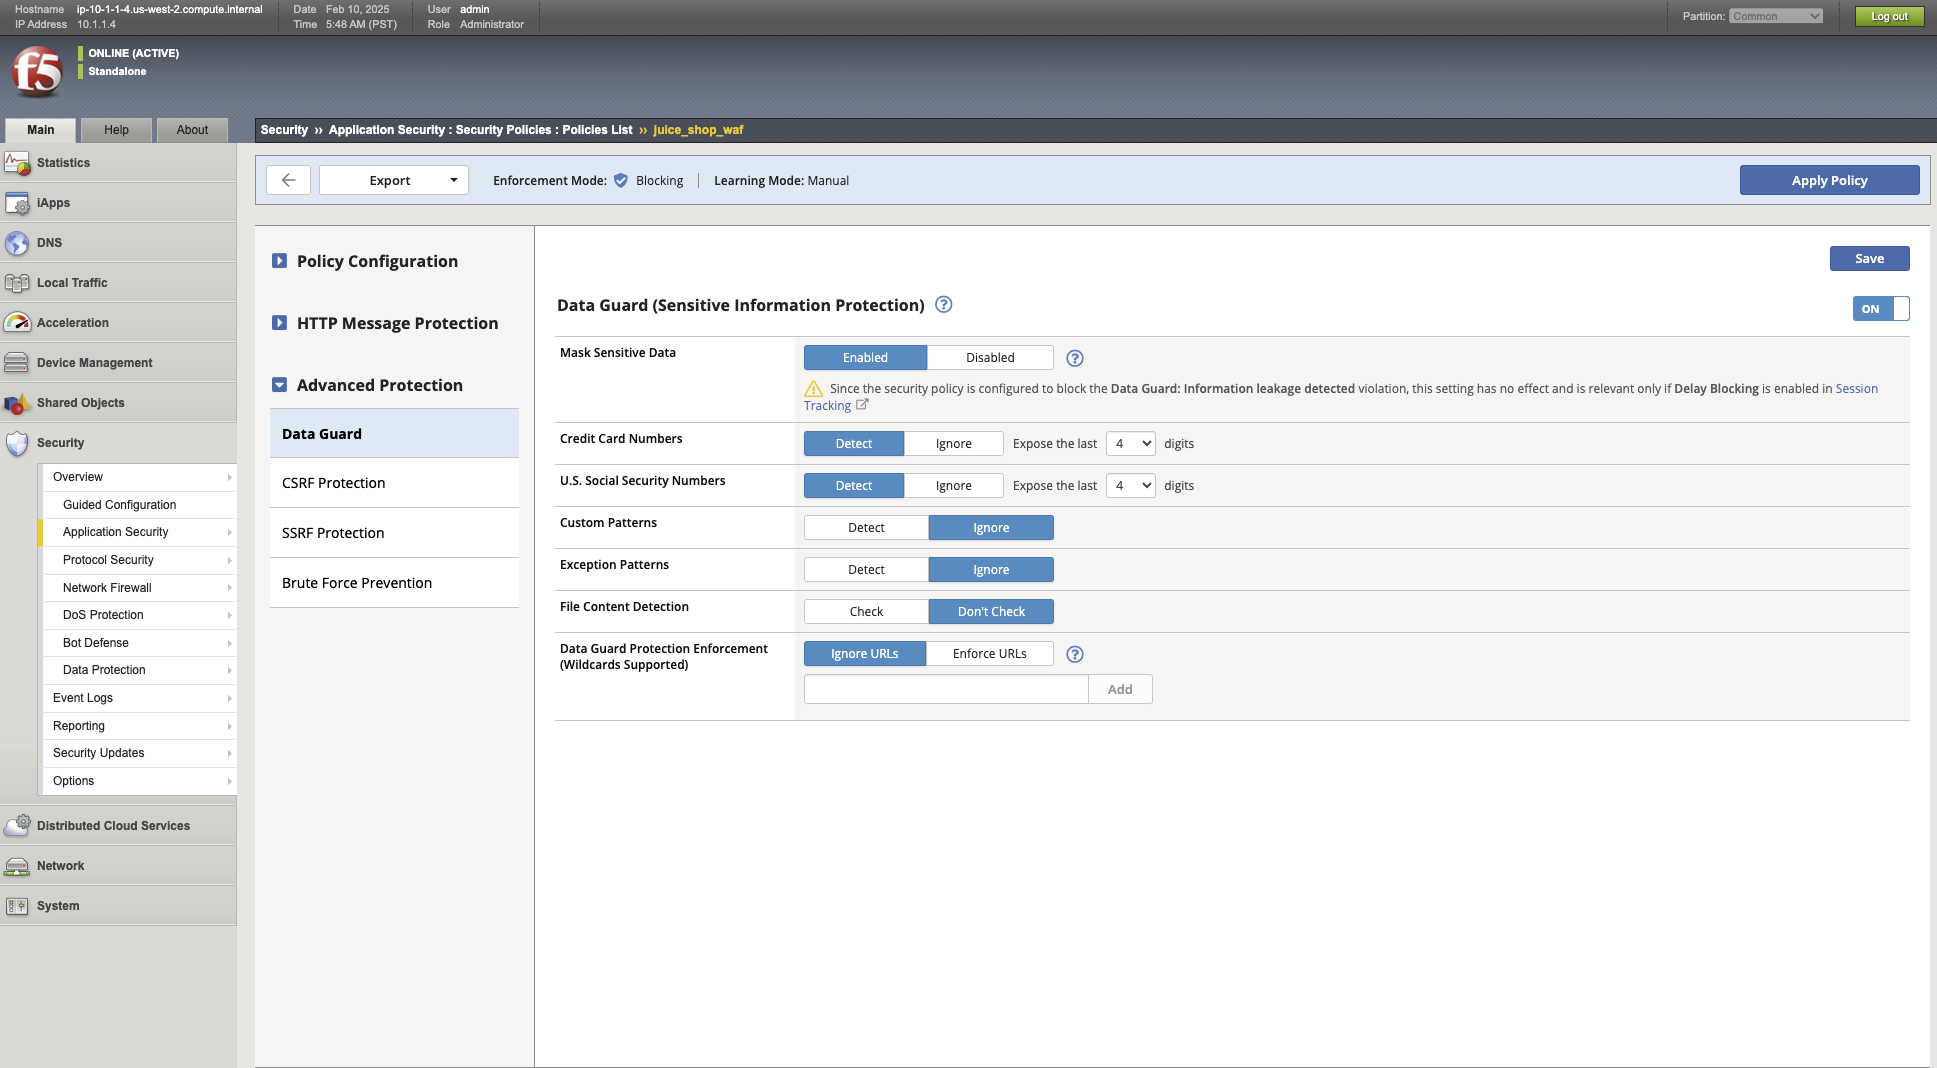 Hostname ip-10-1-1-4.us-west-2.compute.internal Date Feb 10, 2025 User admin
IP Address 10.1.1.4 Time 5:48 AM (PST) Role Administrator
Partition: Common Log out
f5
ONLINE (ACTIVE)
Standalone
Main Help About
Security ›› Application Security : Security Policies : Policies List ›› juice_shop_waf
Statistics
iApps
DNS
Local Traffic
Acceleration
Device Management
Shared Objects
Security
Overview
Guided Configuration
Application Security
Protocol Security
Network Firewall
DoS Protection
Bot Defense
Data Protection
Event Logs
Reporting
Security Updates
Options
Distributed Cloud Services
Network
System
Export Enforcement Mode: Blocking Learning Mode: Manual Apply Policy
Policy Configuration
HTTP Message Protection
Advanced Protection
Data Guard
CSRF Protection
SSRF Protection
Brute Force Prevention
Save
Data Guard (Sensitive Information Protection) ? ON
Mask Sensitive Data Enabled Disabled ?
Since the security policy is configured to block the Data Guard: Information leakage detected violation, this setting has no effect and is relevant only if Delay Blocking is enabled in Session
Tracking
Credit Card Numbers Detect Ignore Expose the last 4 digits
U.S. Social Security Numbers Detect Ignore Expose the last 4 digits
Custom Patterns Detect Ignore
Exception Patterns Detect Ignore
File Content Detection Check Don't Check
Data Guard Protection Enforcement Ignore URLs Enforce URLs ?
(Wildcards Supported)
Add